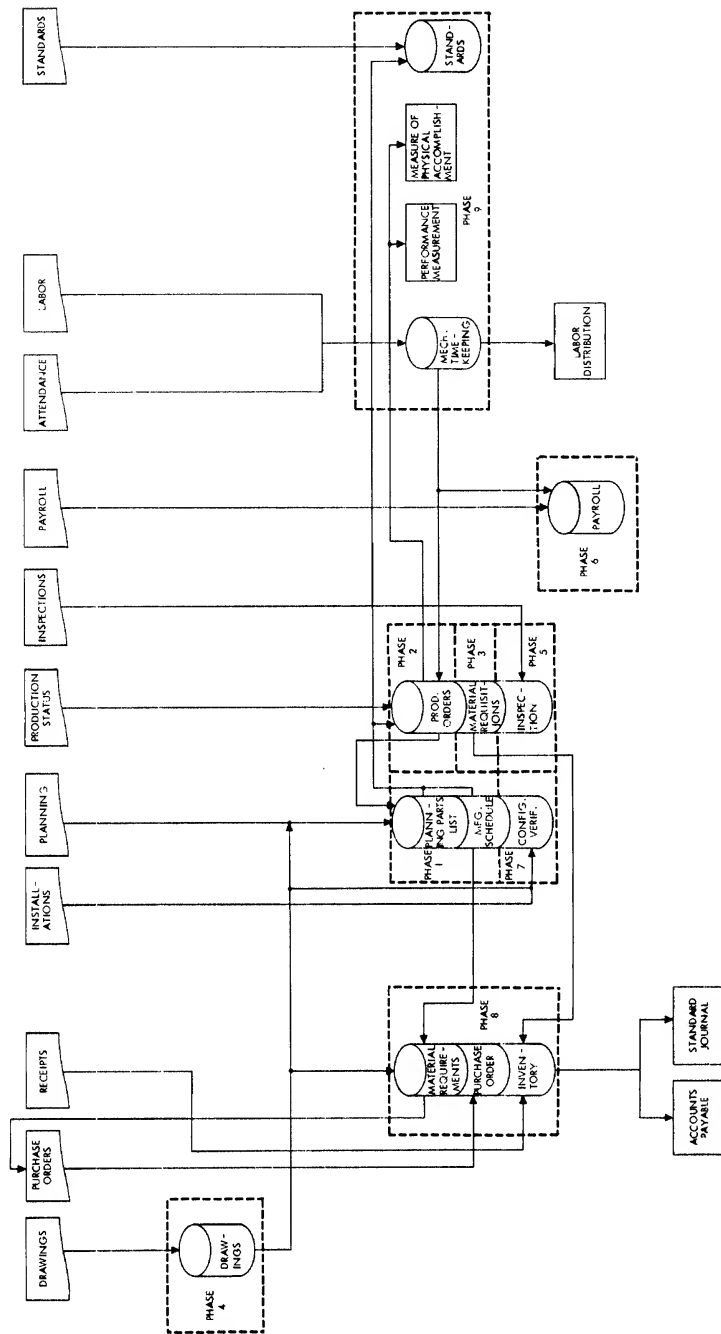 DRAWINGS
PURCHASE
ORDERS
RECEIPTS
INSTALL-
ATIONS
PLANNING
PRODUCTION
STATUS
INSPECTIONS
PAYROLL
ATTENDANCE
LABOR
STANDARDS
PHASE
4
DRAW-
INGS
MATERIAL
REQUIRE-
MENTS
PURCHASE
ORDER
INVEN-
TORY
PHASE
8
PHASE
1
PLANN-
ING PARTS
LIST
MFG.
SCHEDULE
PHASE
7
CONFIG.
VERIF.
PHASE
2
PROD.
ORDERS
PHASE
3
MATERIAL
REQUISIT-
IONS
PHASE
5
INSPEC-
TION
PHASE
6
PAYROLL
MECH.
TIME-
KEEPING
PERFORMANCE
MEASUREMENT
MEASURE OF
PHYSICAL
ACCOMPLISH-
MENT
STAND-
ARDS
PHASE
9
ACCOUNTS
PAYABLE
STANDARD
JOURNAL
LABOR
DISTRIBUTION